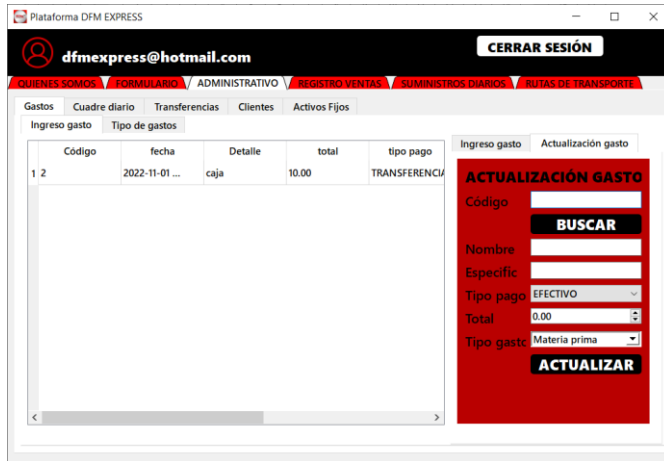 Plataforma DFM EXPRESS
dfmexpress@hotmail.com
CERRAR SESIÓN
QUIENES SOMOS FORMULARIO ADMINISTRATIVO REGISTRO VENTAS SUMINISTROS DIARIOS RUTAS DE TRANSPORTE
Gastos Cuadre diario Transferencias Clientes Activos Fijos
Ingreso gasto Tipo de gastos
Código fecha Detalle total tipo pago
1 2 2022-11-01 ... caja 10.00 TRANSFERENCIA
Ingreso gasto Actualización gasto
ACTUALIZACIÓN GASTO
Código
BUSCAR
Nombre
Especific
Tipo pago EFECTIVO
Total 0.00
Tipo gasto Materia prima
ACTUALIZAR